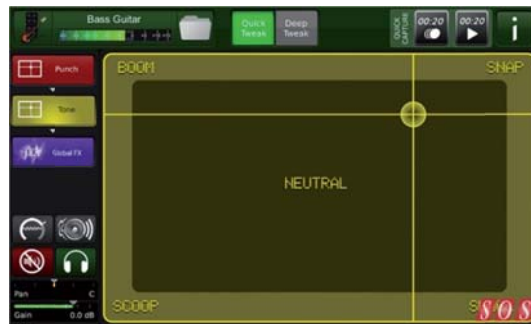 Bass Guitar
Quick Tweak
Deep Tweak
QUICK CAPTURE
00:20
00:20
i
Punch
BOOM
SNAP
Tone
Global FX
NEUTRAL
Pan C
Gain 0.0 dB
SCOOP
SOS